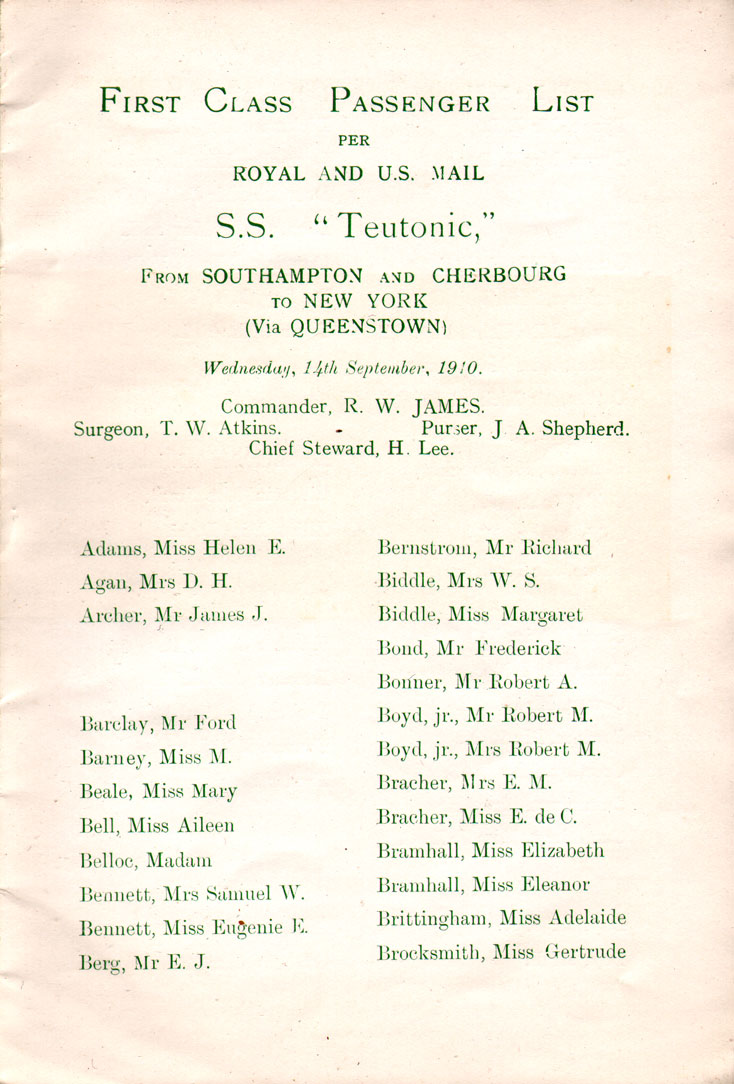 FIRST CLASS PASSENGER LIST
PER
ROYAL AND U.S. MAIL
S.S. "Teutonic,"
FROM SOUTHAMPTON AND CHERBOURG
TO NEW YORK
(Via QUEENSTOWN)
Wednesday, 14th September, 1910.
Commander, R. W. JAMES.
Surgeon, T. W. Atkins. - Purser, J. A. Shepherd.
Chief Steward, H. Lee.
Adams, Miss Helen E.
Agan, Mrs D. H.
Archer, Mr James J.
Barclay, Mr Ford
Barney, Miss M.
Beale, Miss Mary
Bell, Miss Aileen
Belloc, Madam
Bennett, Mrs Samuel W.
Bennett, Miss Eugenie E.
Berg, Mr E. J.
Bernstrom, Mr Richard
Biddle, Mrs W. S.
Biddle, Miss Margaret
Bond, Mr Frederick
Bonner, Mr Robert A.
Boyd, jr., Mr Robert M.
Boyd, jr., Mrs Robert M.
Bracher, Mrs E. M.
Bracher, Miss E. de C.
Bramhall, Miss Elizabeth
Bramhall, Miss Eleanor
Brittingham, Miss Adelaide
Brocksmith, Miss Gertrude